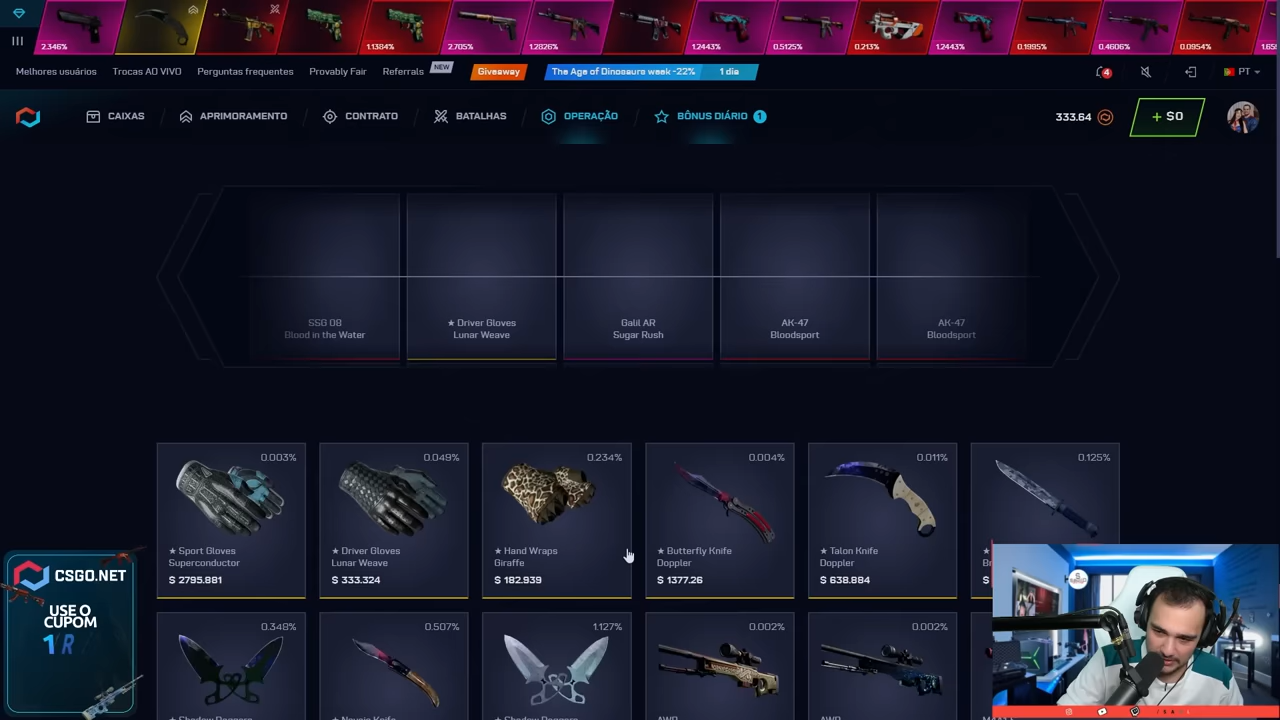 2.346%
1.1384%
2.705%
1.2826%
1.2443%
0.5125%
0.213%
1.2443%
0.1995%
0.4606%
0.0954%
Melhores usuários
Trocas AO VIVO
Perguntas frequentes
Provably Fair
Referrals
NEW
Giveaway
The Age of Dinosaurs week -22%
1 dia
4
PT
CAIXAS
APRIMORAMENTO
CONTRATO
BATALHAS
OPERAÇÃO
BÔNUS DIÁRIO 1
333.64
+ $0
SSG 08
Blood in the Water
★ Driver Gloves
Lunar Weave
Galil AR
Sugar Rush
AK-47
Bloodsport
AK-47
Bloodsport
0.003%
★ Sport Gloves
Superconductor
$ 2795.881
0.049%
★ Driver Gloves
Lunar Weave
$ 333.324
0.234%
★ Hand Wraps
Giraffe
$ 182.939
0.004%
★ Butterfly Knife
Doppler
$ 1377.26
0.011%
★ Talon Knife
Doppler
$ 638.884
0.125%
0.348%
0.507%
1.127%
0.002%
0.002%
CSGO.NET
USE O
CUPOM